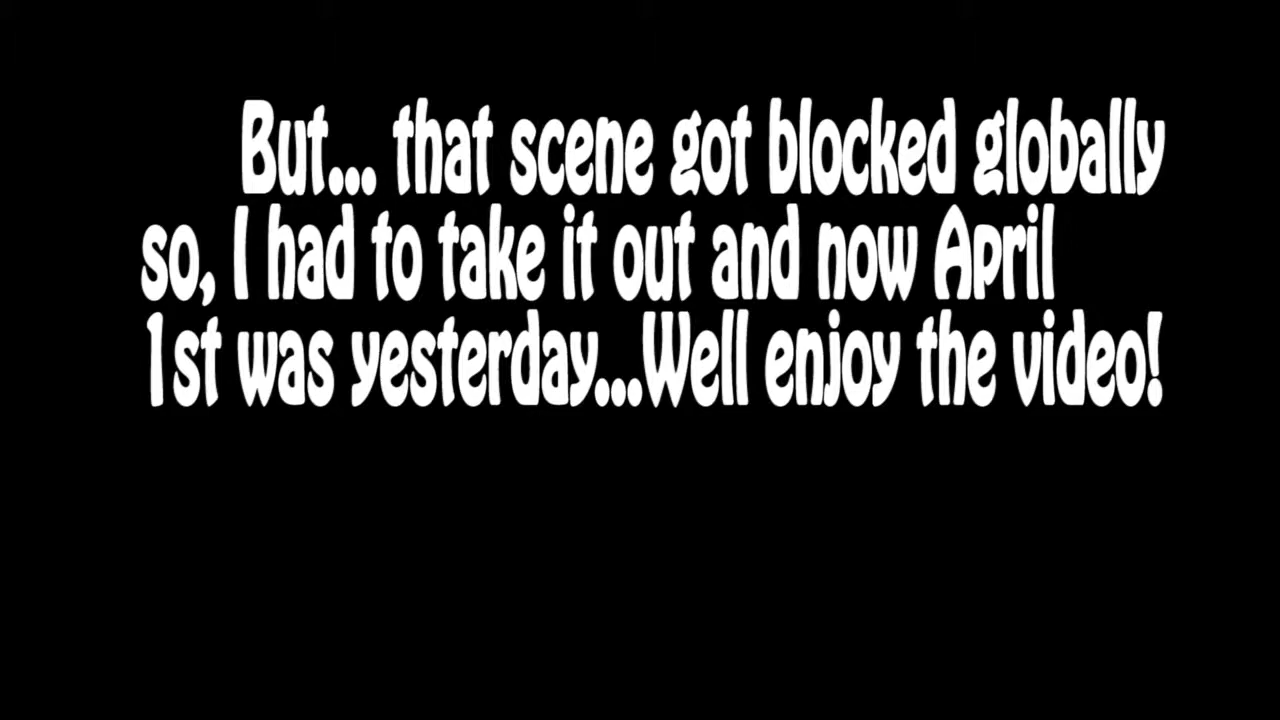 But... that scene got blocked globally
so, I had to take it out and now April
1st was yesterday...Well enjoy the video!